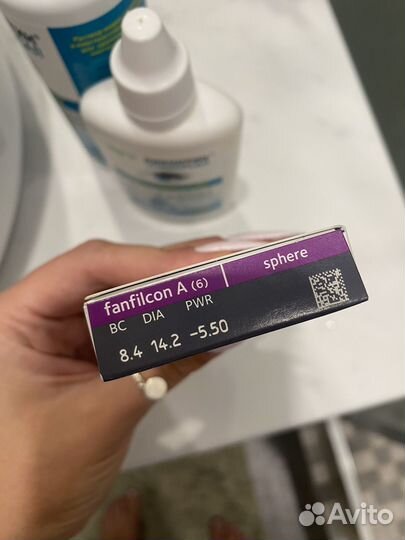 fanfilcon A (6)
sphere
BC DIA PWR
8.4 14.2 -5.50
Avito